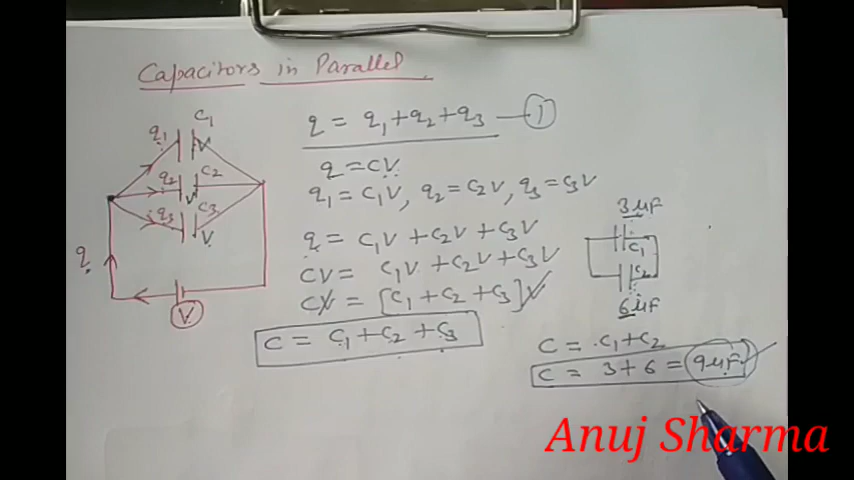 Capacitors in Parallel
C1
q1
V
q2
C2
V
q3
C3
V
q
V
q = q1+q2+q3 — 1
q = CV
q1 = C1V, q2 = C2V, q3 = C3V
q = C1V + C2V + C3V
CV = C1V + C2V + C3V
CV = [C1 + C2 + C3]V
C = C1+C2+C3
3μF
C1
C2
6μF
C = C1+C2
C = 3+6 = 9μF
Anuj Sharma